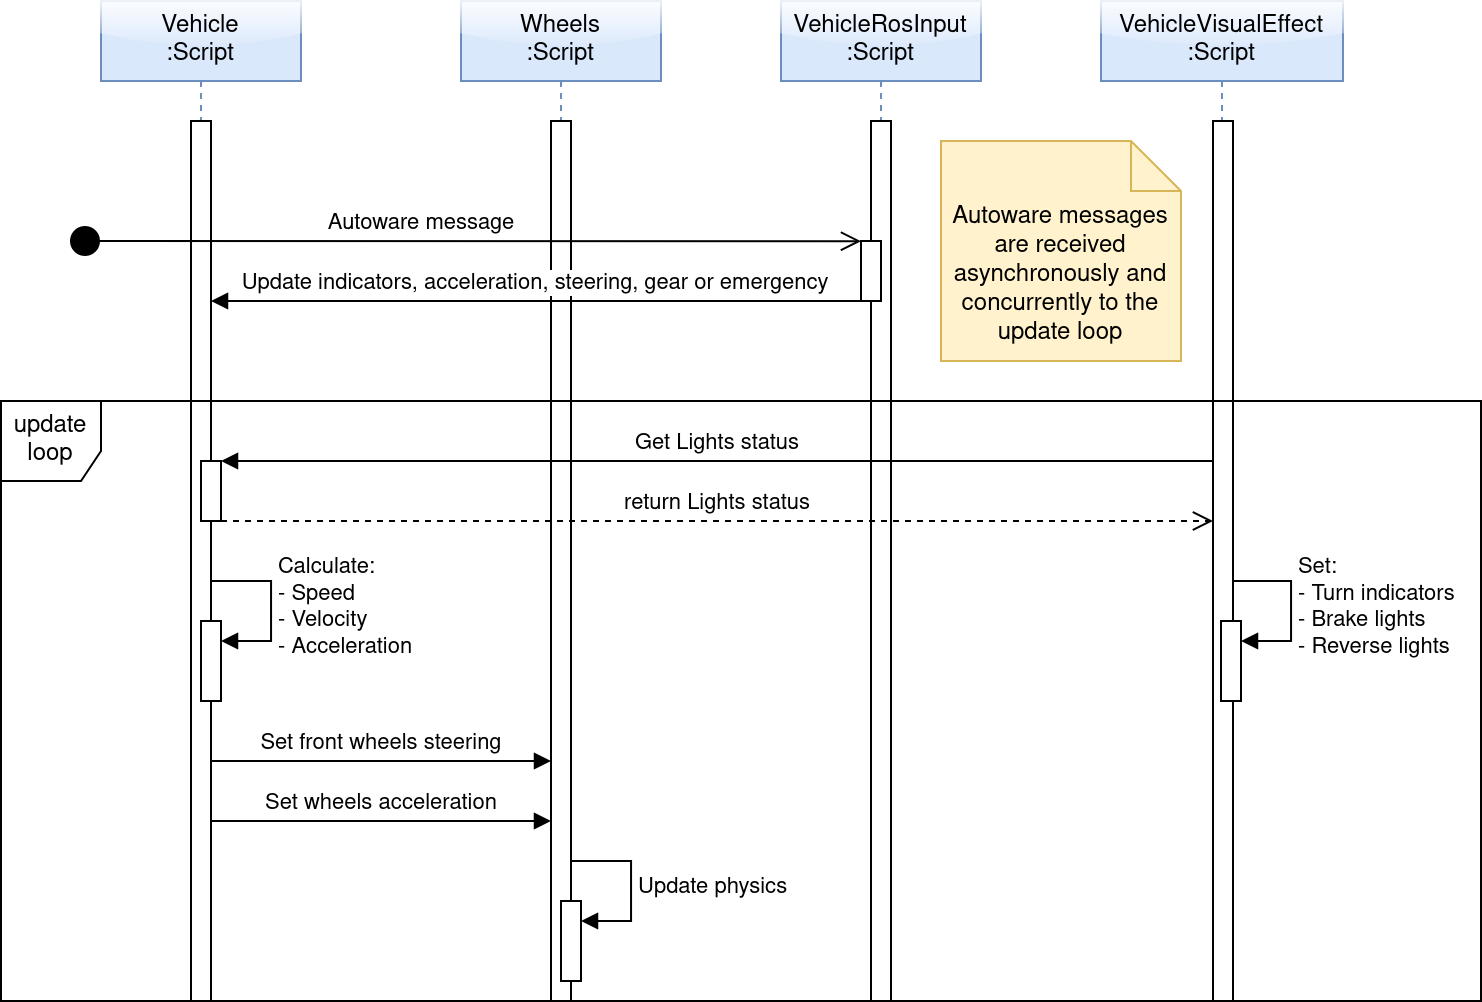 Vehicle
:Script
Wheels
:Script
VehicleRosInput
:Script
VehicleVisualEffect
:Script
Autoware message
Update indicators, acceleration, steering, gear or emergency
Autoware messages
are received
asynchronously and
concurrently to the
update loop
update
loop
Get Lights status
return Lights status
Calculate:
- Speed
- Velocity
- Acceleration
Set:
- Turn indicators
- Brake lights
- Reverse lights
Set front wheels steering
Set wheels acceleration
Update physics